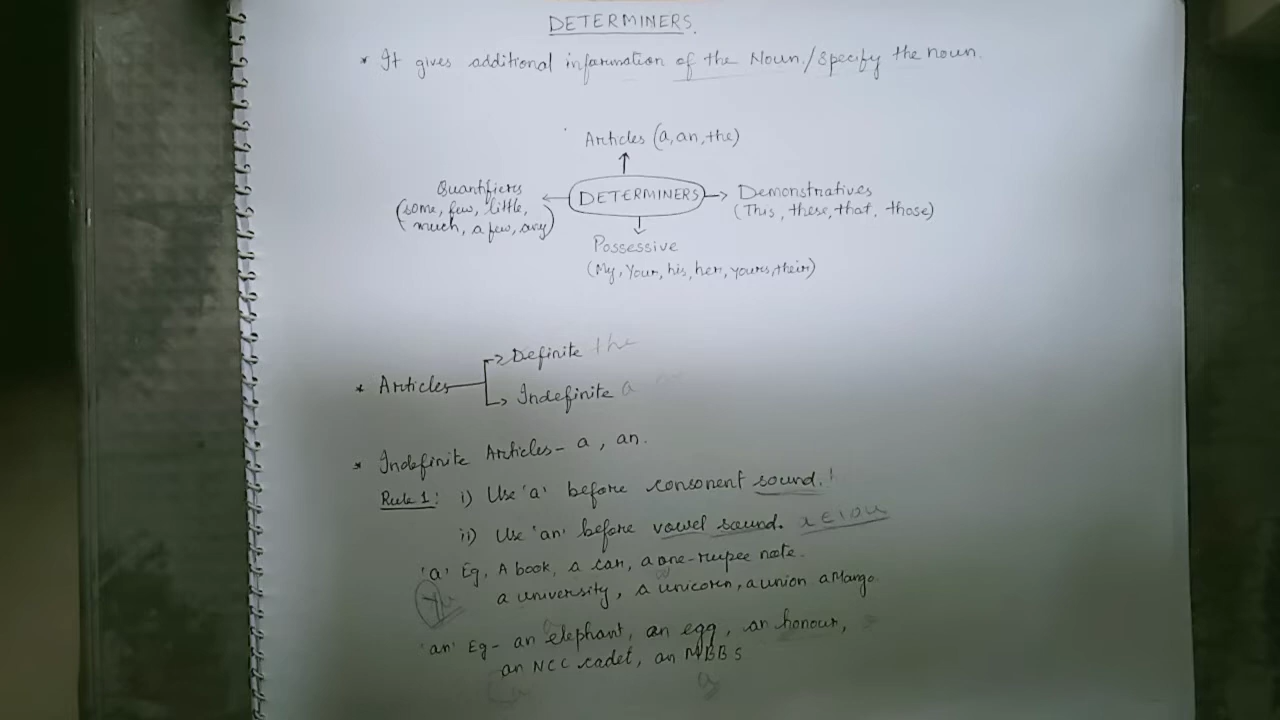 DETERMINERS.
* It gives additional information of the Noun./specify the noun.
Articles (a, an, the)
Quantifiers
(some, few, little,
much, a few, any)
DETERMINERS
Demonstratives
(This, these, that, those)
Possessive
(My, Your, his, her, yours, their)
* Articles
Definite the
Indefinite a
* Indefinite Articles - a, an.
Rule 1: i) Use 'a' before consonent sound.
ii) Use 'an' before vowel sound. a E I O U
'a' Eg, A book, a car, a one-rupee note.
a university, a unicorn, a union a Mango.
'an' Eg- an elephant, an egg, an honour,
an NCC cadet, an MBBS